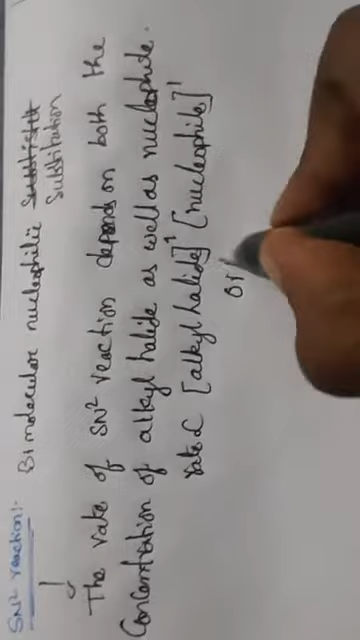 SN² reaction:- Bimolecular nucleophilic Substitution
The rate of SN² reaction depends on both the
Concentration of alkyl halide as well as nucleophile.
rate α [alkyl halide]¹ [nucleophile]¹
or